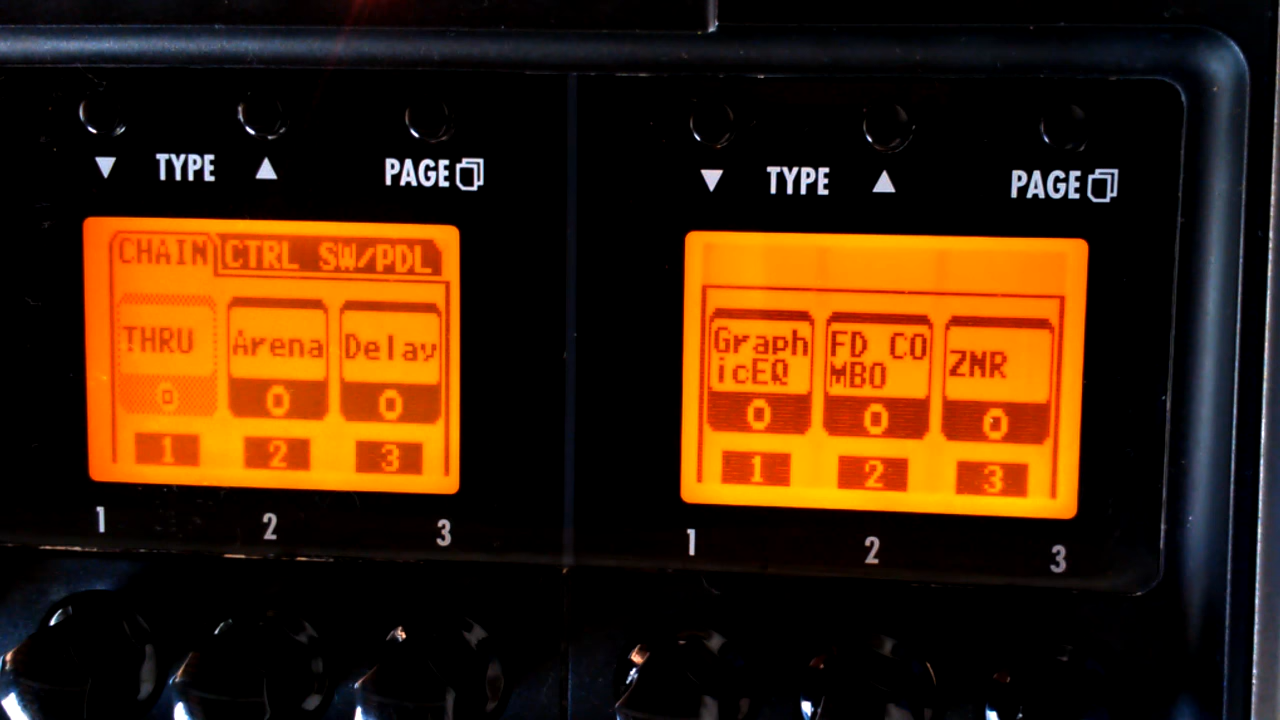 ▼ TYPE ▲ PAGE
CHAIN CTRL SW/PDL
THRU Arena Delay
0 0 0
1 2 3
1 2 3
▼ TYPE ▲ PAGE
Graph
icEQ
FD CO
MBO
ZNR
0 0 0
1 2 3
1 2 3